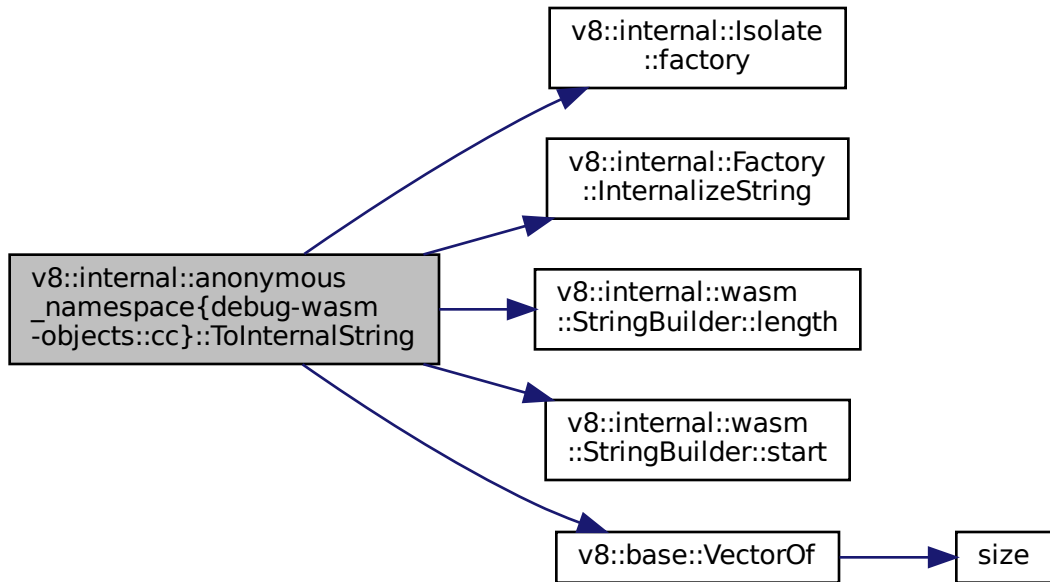 v8::internal::Isolate
::factory
v8::internal::Factory
::InternalizeString
v8::internal::anonymous
_namespace{debug-wasm
-objects::cc}::ToInternalString
v8::internal::wasm
::StringBuilder::length
v8::internal::wasm
::StringBuilder::start
v8::base::VectorOf
size